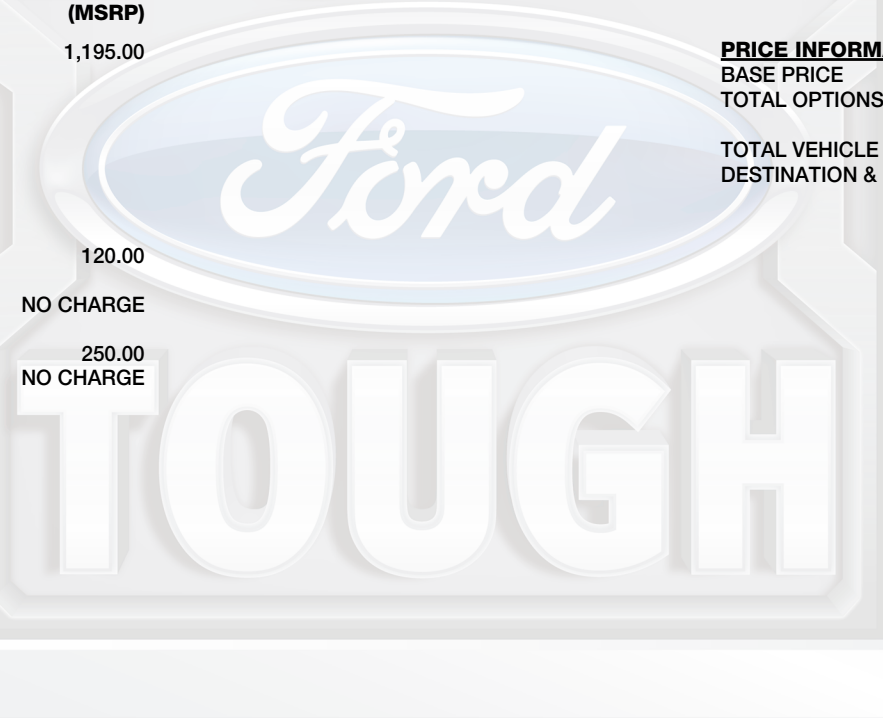 (MSRP)
1,195.00
120.00
NO CHARGE
250.00
NO CHARGE
PRICE INFORM
BASE PRICE
TOTAL OPTIONS
TOTAL VEHICLE
DESTINATION &
Ford
TOUGH